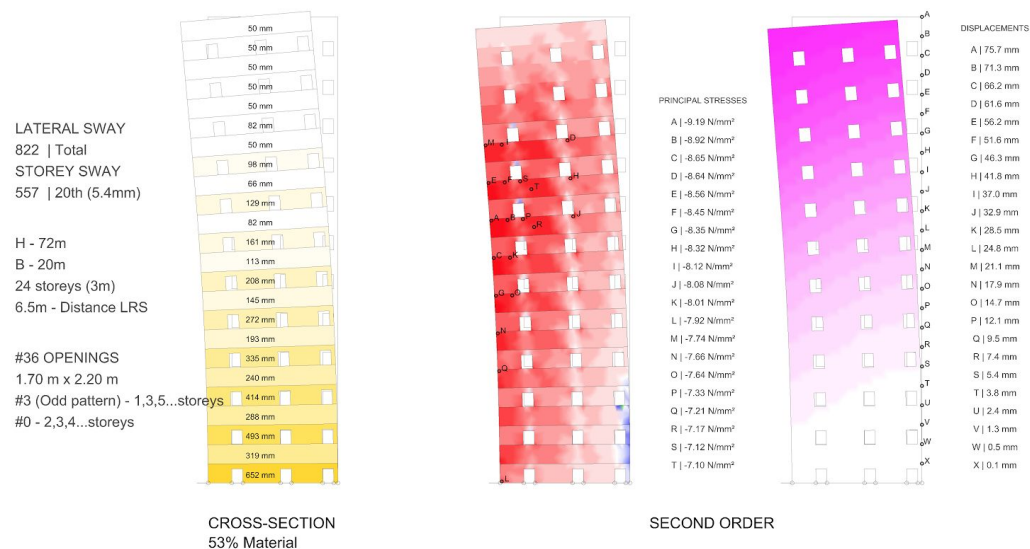 LATERAL SWAY
822 | Total
STOREY SWAY
557 | 20th (5.4mm)
H - 72m
B - 20m
24 storeys (3m)
6.5m - Distance LRS
#36 OPENINGS
1.70 m x 2.20 m
#3 (Odd pattern) - 1,3,5...storeys
#0 - 2,3,4...storeys
50 mm
50 mm
50 mm
50 mm
50 mm
82 mm
50 mm
98 mm
66 mm
129 mm
82 mm
161 mm
113 mm
208 mm
145 mm
272 mm
193 mm
335 mm
240 mm
414 mm
288 mm
493 mm
319 mm
652 mm
CROSS-SECTION
53% Material
M I D
E F S T H
A B P R J
C K
G O
N
Q
L
PRINCIPAL STRESSES
A | -9.19 N/mm²
B | -8.92 N/mm²
C | -8.65 N/mm²
D | -8.64 N/mm²
E | -8.56 N/mm²
F | -8.45 N/mm²
G | -8.35 N/mm²
H | -8.32 N/mm²
I | -8.12 N/mm²
J | -8.08 N/mm²
K | -8.01 N/mm²
L | -7.92 N/mm²
M | -7.74 N/mm²
N | -7.66 N/mm²
O | -7.64 N/mm²
P | -7.33 N/mm²
Q | -7.21 N/mm²
R | -7.17 N/mm²
S | -7.12 N/mm²
T | -7.10 N/mm²
SECOND ORDER
A
B
C
D
E
F
G
H
I
J
K
L
M
N
O
P
Q
R
S
T
U
V
W
X
DISPLACEMENTS
A | 75.7 mm
B | 71.3 mm
C | 66.2 mm
D | 61.6 mm
E | 56.2 mm
F | 51.6 mm
G | 46.3 mm
H | 41.8 mm
I | 37.0 mm
J | 32.9 mm
K | 28.5 mm
L | 24.8 mm
M | 21.1 mm
N | 17.9 mm
O | 14.7 mm
P | 12.1 mm
Q | 9.5 mm
R | 7.4 mm
S | 5.4 mm
T | 3.8 mm
U | 2.4 mm
V | 1.3 mm
W | 0.5 mm
X | 0.1 mm